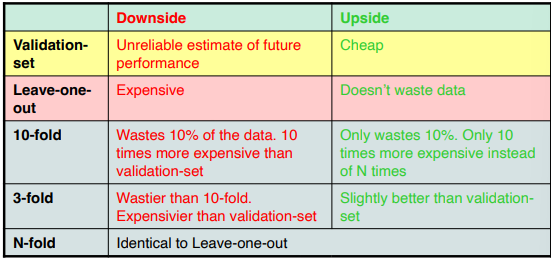 Downside Upside
Validation- Unreliable estimate of future Cheap
set performance
Leave-one- Expensive Doesn't waste data
out
10-fold Wastes 10% of the data. 10 Only wastes 10%. Only 10
times more expensive than times more expensive instead
validation-set of N times
3-fold Wastier than 10-fold. Slightly better than validation-
Expensivier than validation-set set
N-fold Identical to Leave-one-out